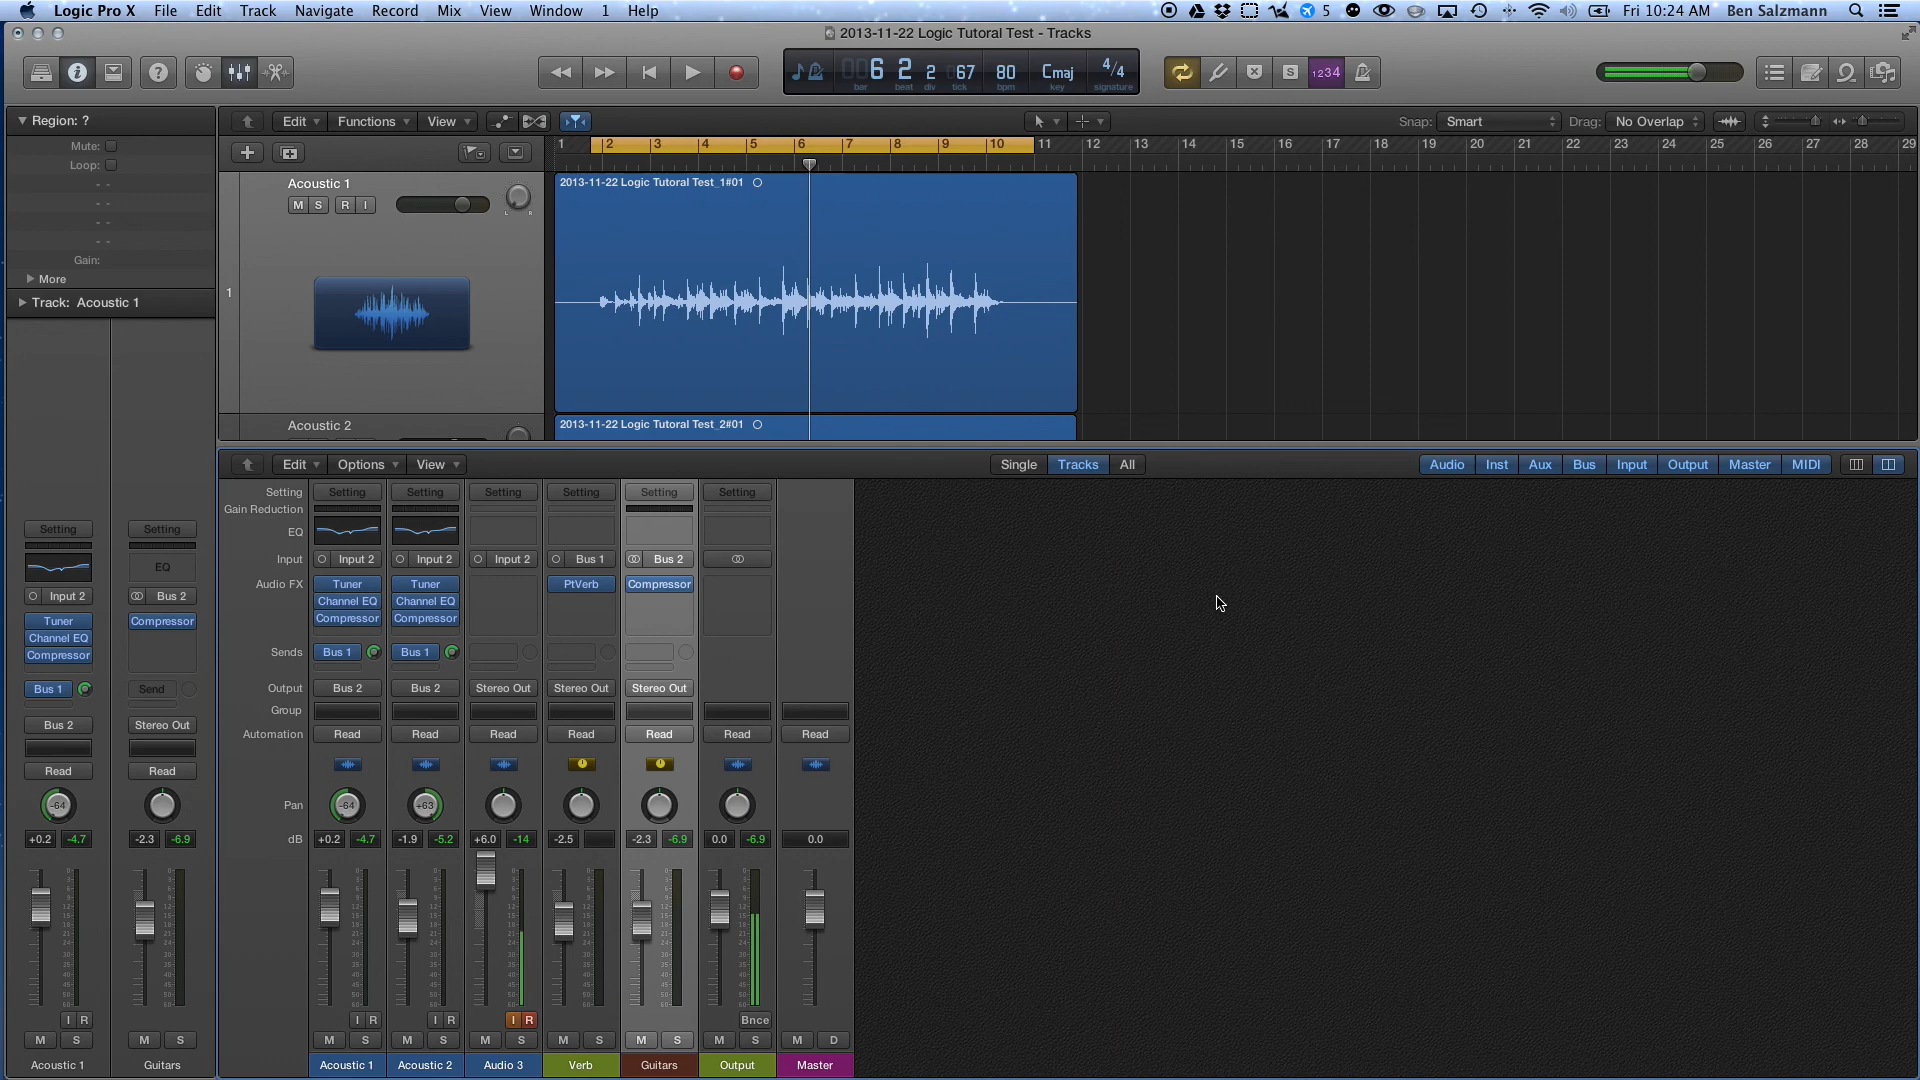 Logic Pro X File Edit Track Navigate Record Mix View Window 1 Help 5 Fri 10:24 AM Ben Salzmann
2013-11-22 Logic Tutoral Test - Tracks
6 2 2 67 80 Cmaj 4/4
bar beat div tick bpm key signature
S 1234
Region: ? Edit Functions View Snap: Smart Drag: No Overlap
Mute:
Loop:
- -
- -
- -
- -
Gain:
More
Track: Acoustic 1
1 2 3 4 5 6 7 8 9 10 11 12 13 14 15 16 17 18 19 20 21 22 23 24 25 26 27 28 29
Acoustic 1
M S R I
L R
1
2013-11-22 Logic Tutoral Test_1#01
Acoustic 2
2013-11-22 Logic Tutoral Test_2#01
Edit Options View Single Tracks All Audio Inst Aux Bus Input Output Master MIDI
Setting Setting Setting Setting Setting Setting Setting
Gain Reduction
EQ
Input Input 2 Input 2 Input 2 Bus 1 Bus 2
Audio FX Tuner Tuner PtVerb Compressor
Channel EQ Channel EQ
Compressor Compressor
Sends Bus 1 Bus 1
Output Bus 2 Bus 2 Stereo Out Stereo Out Stereo Out
Group
Automation Read Read Read Read Read Read Read
Pan -64 +63
dB +0.2 -4.7 -1.9 -5.2 +6.0 -14 -2.5 -2.3 -6.9 0.0 -6.9 0.0
I R I R I R Bnce
M S M S M S M S M S M S M D
Acoustic 1 Acoustic 2 Audio 3 Verb Guitars Output Master
Setting Setting
EQ
Input 2 Bus 2
Tuner Compressor
Channel EQ
Compressor
Bus 1 Send
Bus 2 Stereo Out
Read Read
-64
+0.2 -4.7 -2.3 -6.9
I R
M S M S
Acoustic 1 Guitars